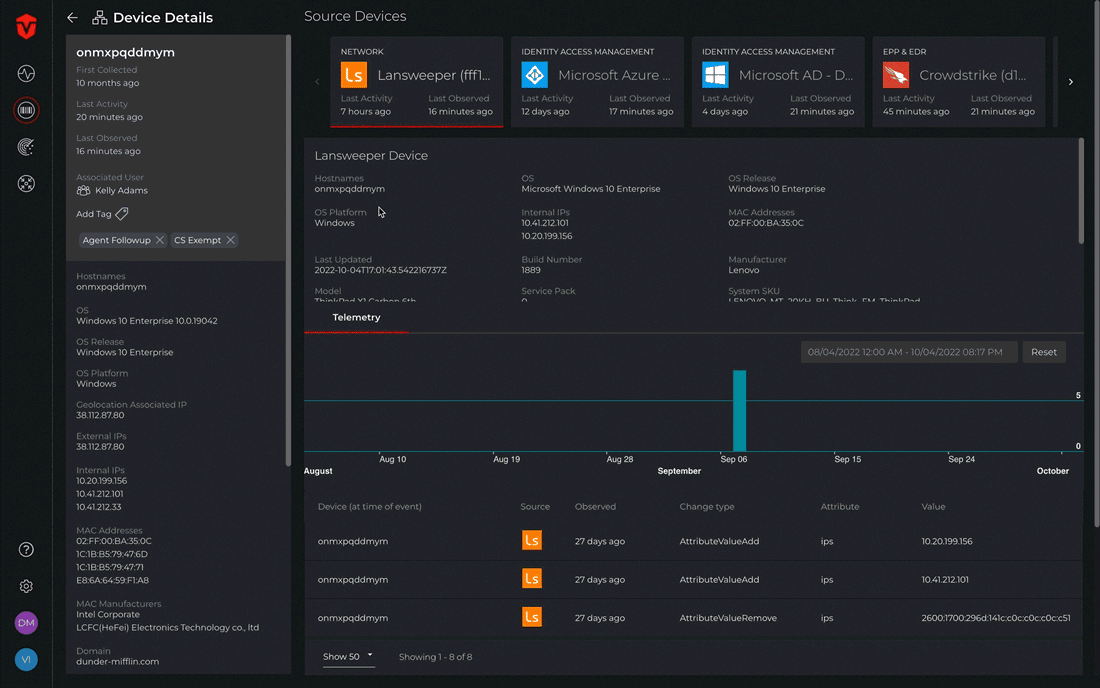 Device Details
onmxpqddmym
First Collected
10 months ago
Last Activity
20 minutes ago
Last Observed
16 minutes ago
Associated User
Kelly Adams
Add Tag
Agent Followup
CS Exempt
Hostnames
onmxpqddmym
OS
Windows 10 Enterprise 10.0.19042
OS Release
Windows 10 Enterprise
OS Platform
Windows
Geolocation Associated IP
38.112.87.80
External IPs
38.112.87.80
Internal IPs
10.20.199.156
10.41.212.101
10.41.212.33
MAC Addresses
02:FF:00:BA:35:0C
1C:1B:B5:79:47:6D
1C:1B:B5:79:47:71
E8:6A:64:59:F1:A8
MAC Manufacturers
Intel Corporate
LCFC(HeFei) Electronics Technology co., ltd
Domain
dunder-mifflin.com
DM
V!
Source Devices
NETWORK
Ls Lansweeper (fff1...
Last Activity Last Observed
7 hours ago 16 minutes ago
IDENTITY ACCESS MANAGEMENT
Microsoft Azure ...
Last Activity Last Observed
12 days ago 17 minutes ago
IDENTITY ACCESS MANAGEMENT
Microsoft AD - D...
Last Activity Last Observed
4 days ago 21 minutes ago
EPP & EDR
Crowdstrike (d1...
Last Activity Last Observed
45 minutes ago 21 minutes ago
Lansweeper Device
Hostnames OS OS Release
onmxpqddmym Microsoft Windows 10 Enterprise Windows 10 Enterprise
OS Platform Internal IPs MAC Addresses
Windows 10.41.212.101 02:FF:00:BA:35:0C
10.20.199.156
Last Updated Build Number Manufacturer
2022-10-04T17:01:43.542216737Z 1889 Lenovo
Model Service Pack System SKU
ThinkPad X1 Carbon 6th 0 LENOVO_MT_20KH_BU_Think_FM_ThinkPad
Telemetry
08/04/2022 12:00 AM - 10/04/2022 08:17 PM Reset
5
0
Aug 10 Aug 19 Aug 28 Sep 06 Sep 15 Sep 24
August September October
Device (at time of event) Source Observed Change type Attribute Value
onmxpqddmym Ls 27 days ago AttributeValueAdd ips 10.20.199.156
onmxpqddmym Ls 27 days ago AttributeValueAdd ips 10.41.212.101
onmxpqddmym Ls 27 days ago AttributeValueRemove ips 2600:1700:296d:141c:c0c:c0c:c0c:c51
Show 50 Showing 1 - 8 of 8